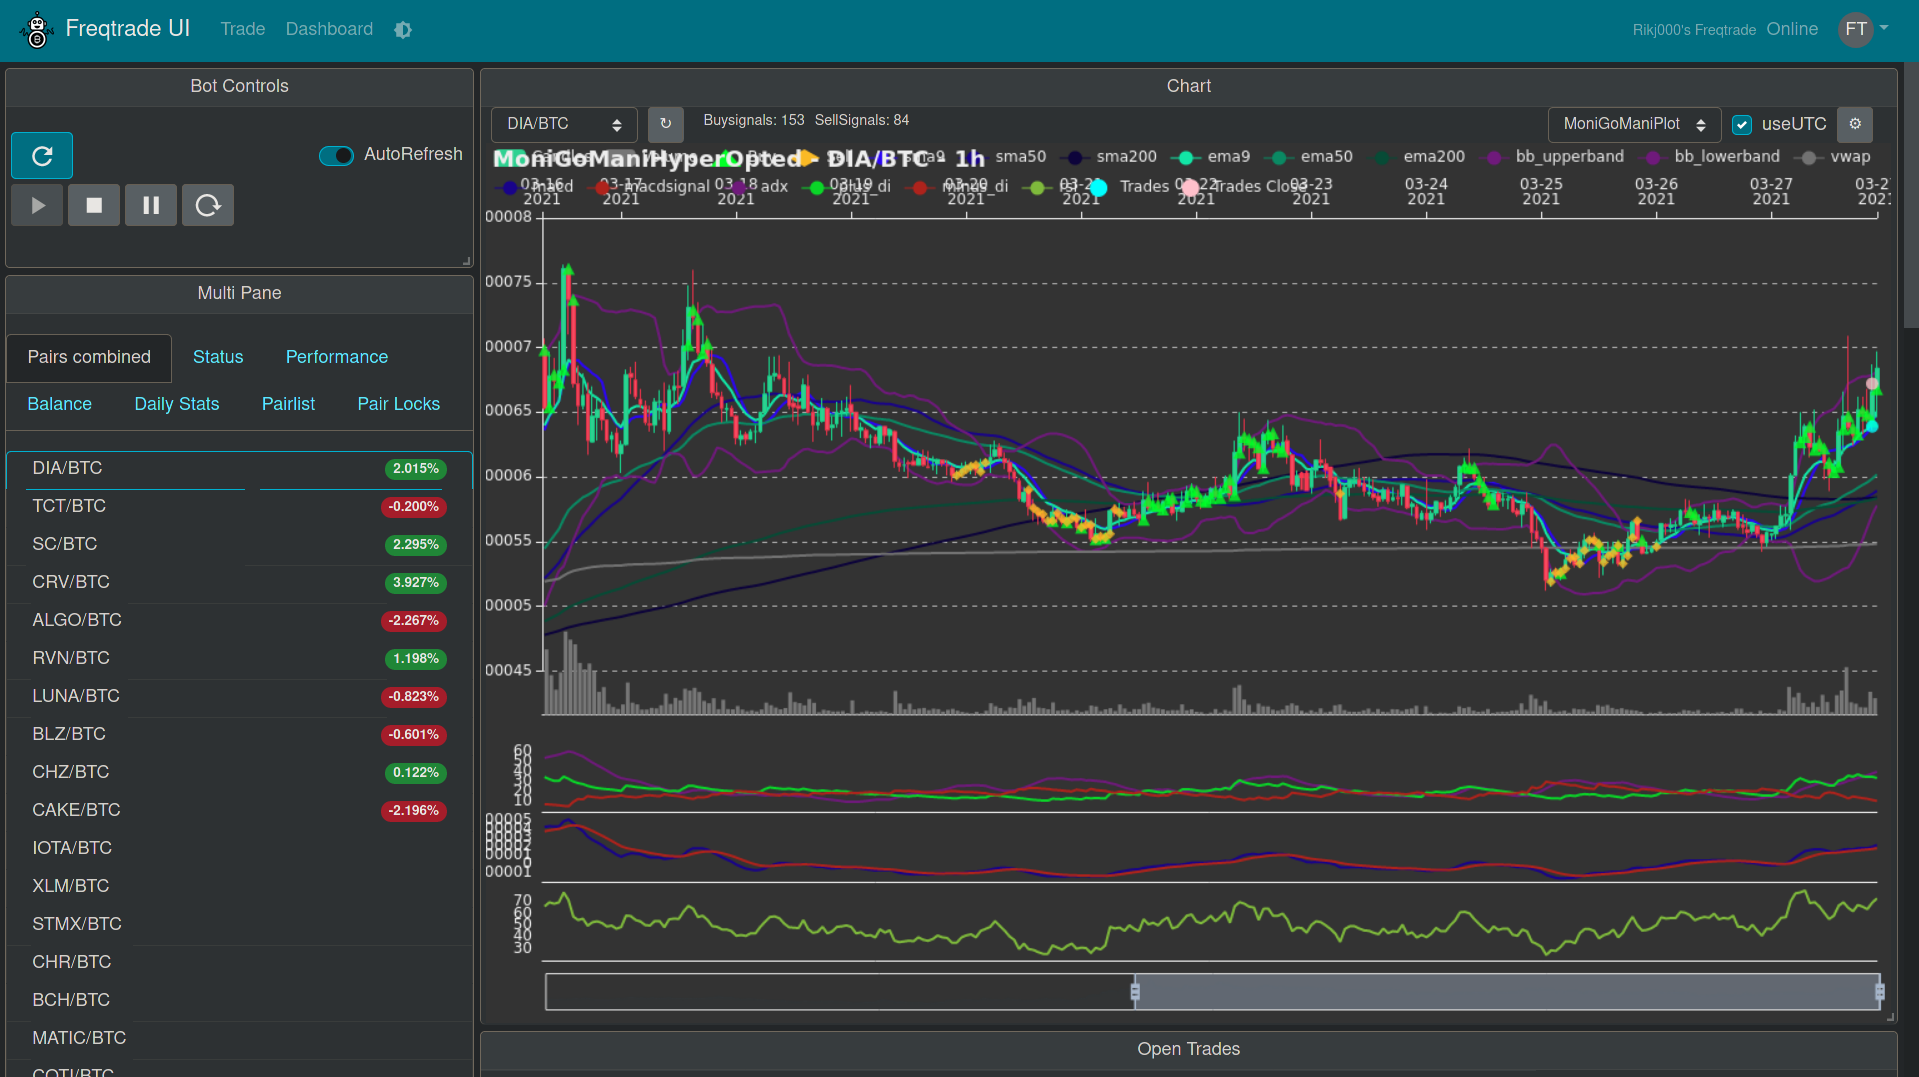 Freqtrade UI Trade Dashboard
Rikj000's Freqtrade Online FT
Bot Controls
AutoRefresh
Multi Pane
Pairs combined Status Performance
Balance Daily Stats Pairlist Pair Locks
DIA/BTC 2.015%
TCT/BTC -0.200%
SC/BTC 2.295%
CRV/BTC 3.927%
ALGO/BTC -2.267%
RVN/BTC 1.198%
LUNA/BTC -0.823%
BLZ/BTC -0.601%
CHZ/BTC 0.122%
CAKE/BTC -2.196%
IOTA/BTC
XLM/BTC
STMX/BTC
CHR/BTC
BCH/BTC
MATIC/BTC
COTI/BTC
Chart
DIA/BTC Buysignals: 153 SellSignals: 84 MoniGoManiPlot useUTC
MoniGoManiHyperOpted - DIA/BTC - 1h
sma9 sma50 sma200 ema9 ema50 ema200 bb_upperband bb_lowerband vwap
macd macdsignal adx plus_di minus_di rsi Trades Trades Close
03-16 03-17 03-18 03-19 03-20 03-21 03-22 03-23 03-24 03-25 03-26 03-27 03-2
2021 2021 2021 2021 2021 2021 2021 2021 2021 2021 2021 2021 2021
00008
00075
00007
00065
00006
00055
00005
00045
60
50
40
30
20
10
00005
00004
00003
00002
00001
0
00001
70
60
50
40
30
Open Trades